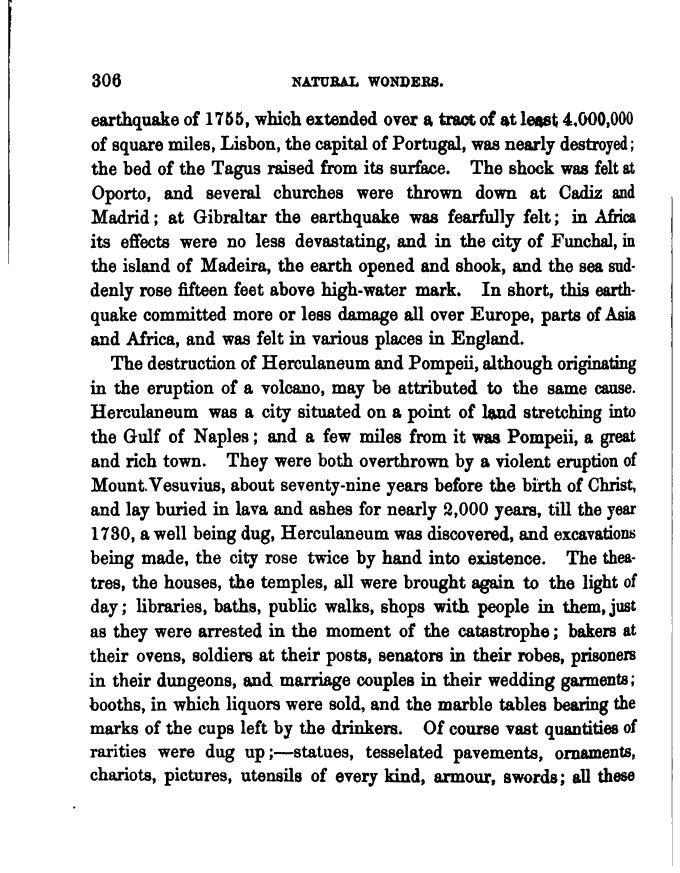 306 NATURAL WONDERS.
earthquake of 1755, which extended over a tract of at least 4,000,000
of square miles, Lisbon, the capital of Portugal, was nearly destroyed;
the bed of the Tagus raised from its surface. The shock was felt at
Oporto, and several churches were thrown down at Cadiz and
Madrid; at Gibraltar the earthquake was fearfully felt; in Africa
its effects were no less devastating, and in the city of Funchal, in
the island of Madeira, the earth opened and shook, and the sea sud-
denly rose fifteen feet above high-water mark. In short, this earth-
quake committed more or less damage all over Europe, parts of Asia
and Africa, and was felt in various places in England.
The destruction of Herculaneum and Pompeii, although originating
in the eruption of a volcano, may be attributed to the same cause.
Herculaneum was a city situated on a point of land stretching into
the Gulf of Naples; and a few miles from it was Pompeii, a great
and rich town. They were both overthrown by a violent eruption of
Mount Vesuvius, about seventy-nine years before the birth of Christ,
and lay buried in lava and ashes for nearly 2,000 years, till the year
1730, a well being dug, Herculaneum was discovered, and excavations
being made, the city rose twice by hand into existence. The thea-
tres, the houses, the temples, all were brought again to the light of
day; libraries, baths, public walks, shops with people in them, just
as they were arrested in the moment of the catastrophe; bakers at
their ovens, soldiers at their posts, senators in their robes, prisoners
in their dungeons, and marriage couples in their wedding garments;
booths, in which liquors were sold, and the marble tables bearing the
marks of the cups left by the drinkers. Of course vast quantities of
rarities were dug up;—statues, tesselated pavements, ornaments,
chariots, pictures, utensils of every kind, armour, swords; all these